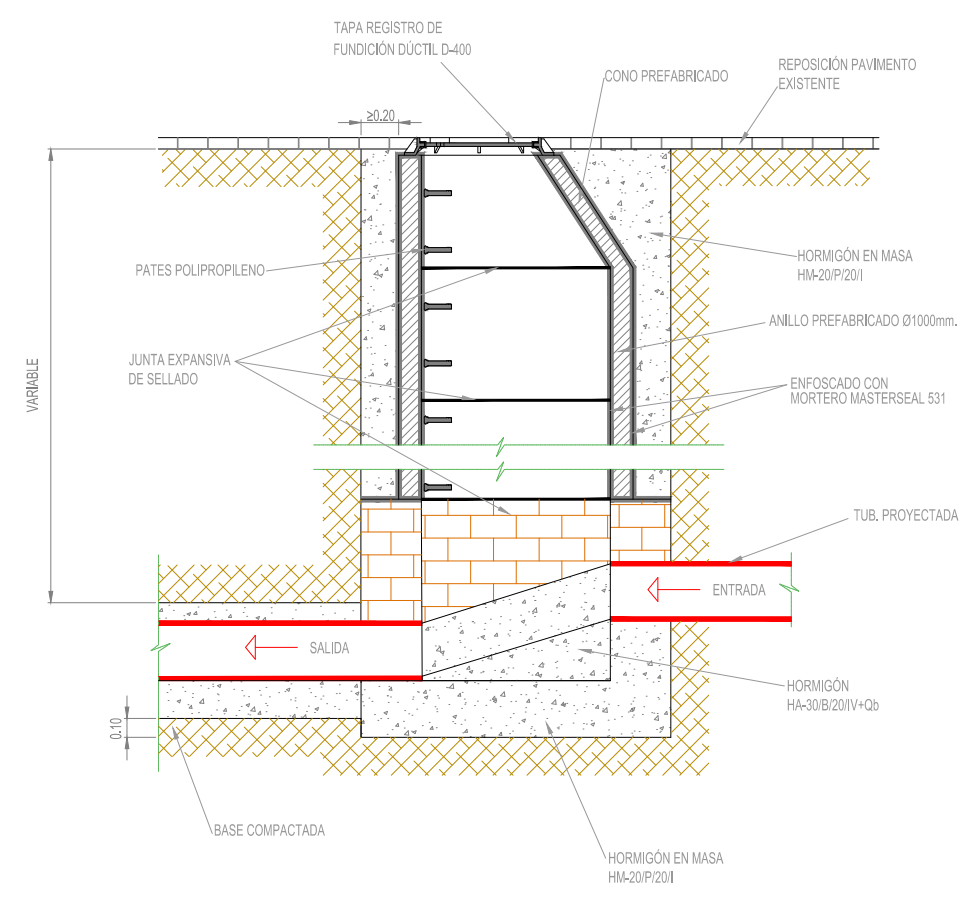 TAPA REGISTRO DE
FUNDICIÓN DÚCTIL D-400
CONO PREFABRICADO
REPOSICIÓN PAVIMENTO
EXISTENTE
≥0.20
PATES POLIPROPILENO
HORMIGÓN EN MASA
HM-20/P/20/I
ANILLO PREFABRICADO Ø1000mm.
JUNTA EXPANSIVA
DE SELLADO
ENFOSCADO CON
MORTERO MASTERSEAL 531
VARIABLE
TUB. PROYECTADA
ENTRADA
SALIDA
HORMIGÓN
HA-30/B/20/IV+Qb
0.10
BASE COMPACTADA
HORMIGÓN EN MASA
HM-20/P/20/I